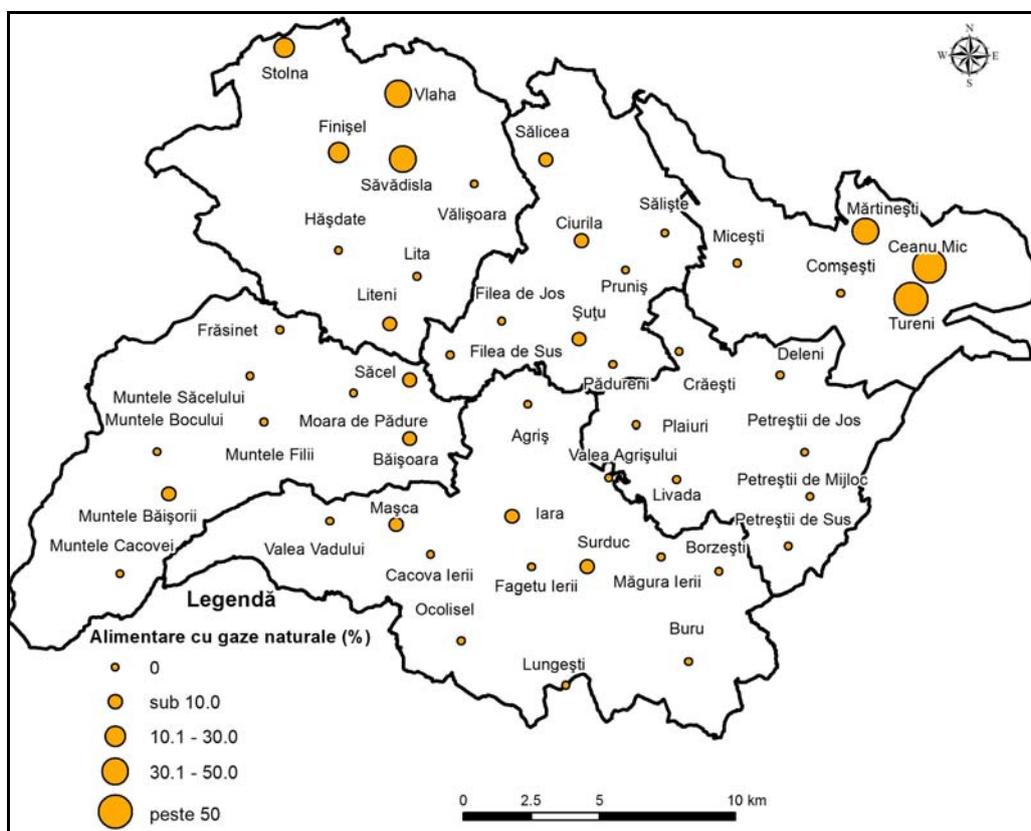 N
W E
S
Stolna
Vlaha
Finişel
Săvădisla
Sălicea
Vălişoara
Hăşdate
Lita
Liteni
Ciurila
Sălişte
Pruniş
Filea de Jos
Şuţu
Filea de Sus
Pădureni
Miceşti
Mărtineşti
Ceanu Mic
Comşeşti
Tureni
Frăsinet
Săcel
Muntele Săcelului
Muntele Bocului
Moara de Pădure
Muntele Filii
Băişoara
Muntele Băişorii
Muntele Cacovei
Deleni
Crăeşti
Plaiuri
Petreştii de Jos
Valea Agrişului
Livada
Petreştii de Mijloc
Petreştii de Sus
Agriş
Maşca
Iara
Valea Vadului
Cacova Ierii
Surduc
Borzeşti
Fagetu Ierii
Măgura Ierii
Ocolisel
Buru
Lungeşti
Legendă
Alimentare cu gaze naturale (%)
0
sub 10.0
10.1 - 30.0
30.1 - 50.0
peste 50
0 2.5 5 10 km